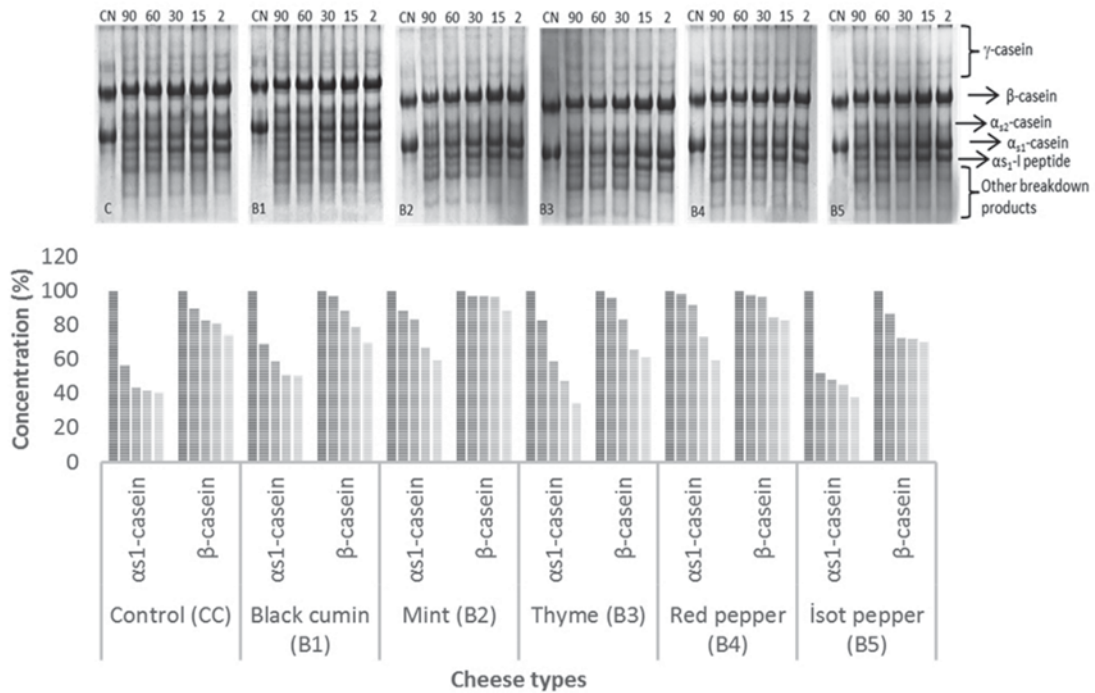 CN 90 60 30 15 2 CN 90 60 30 15 2 CN 90 60 30 15 2 CN 90 60 30 15 2 CN 90 60 30 15 2 CN 90 60 30 15 2
γ-casein
β-casein
αs2-casein
αs1-casein
αs1-I peptide
Other breakdown
products
C B1 B2 B3 B4 B5
Concentration (%)
120
100
80
60
40
20
0
αs1-casein β-casein αs1-casein β-casein αs1-casein β-casein αs1-casein β-casein αs1-casein β-casein αs1-casein β-casein
Control (CC) Black cumin Mint (B2) Thyme (B3) Red pepper İsot pepper
(B1) (B4) (B5)
Cheese types